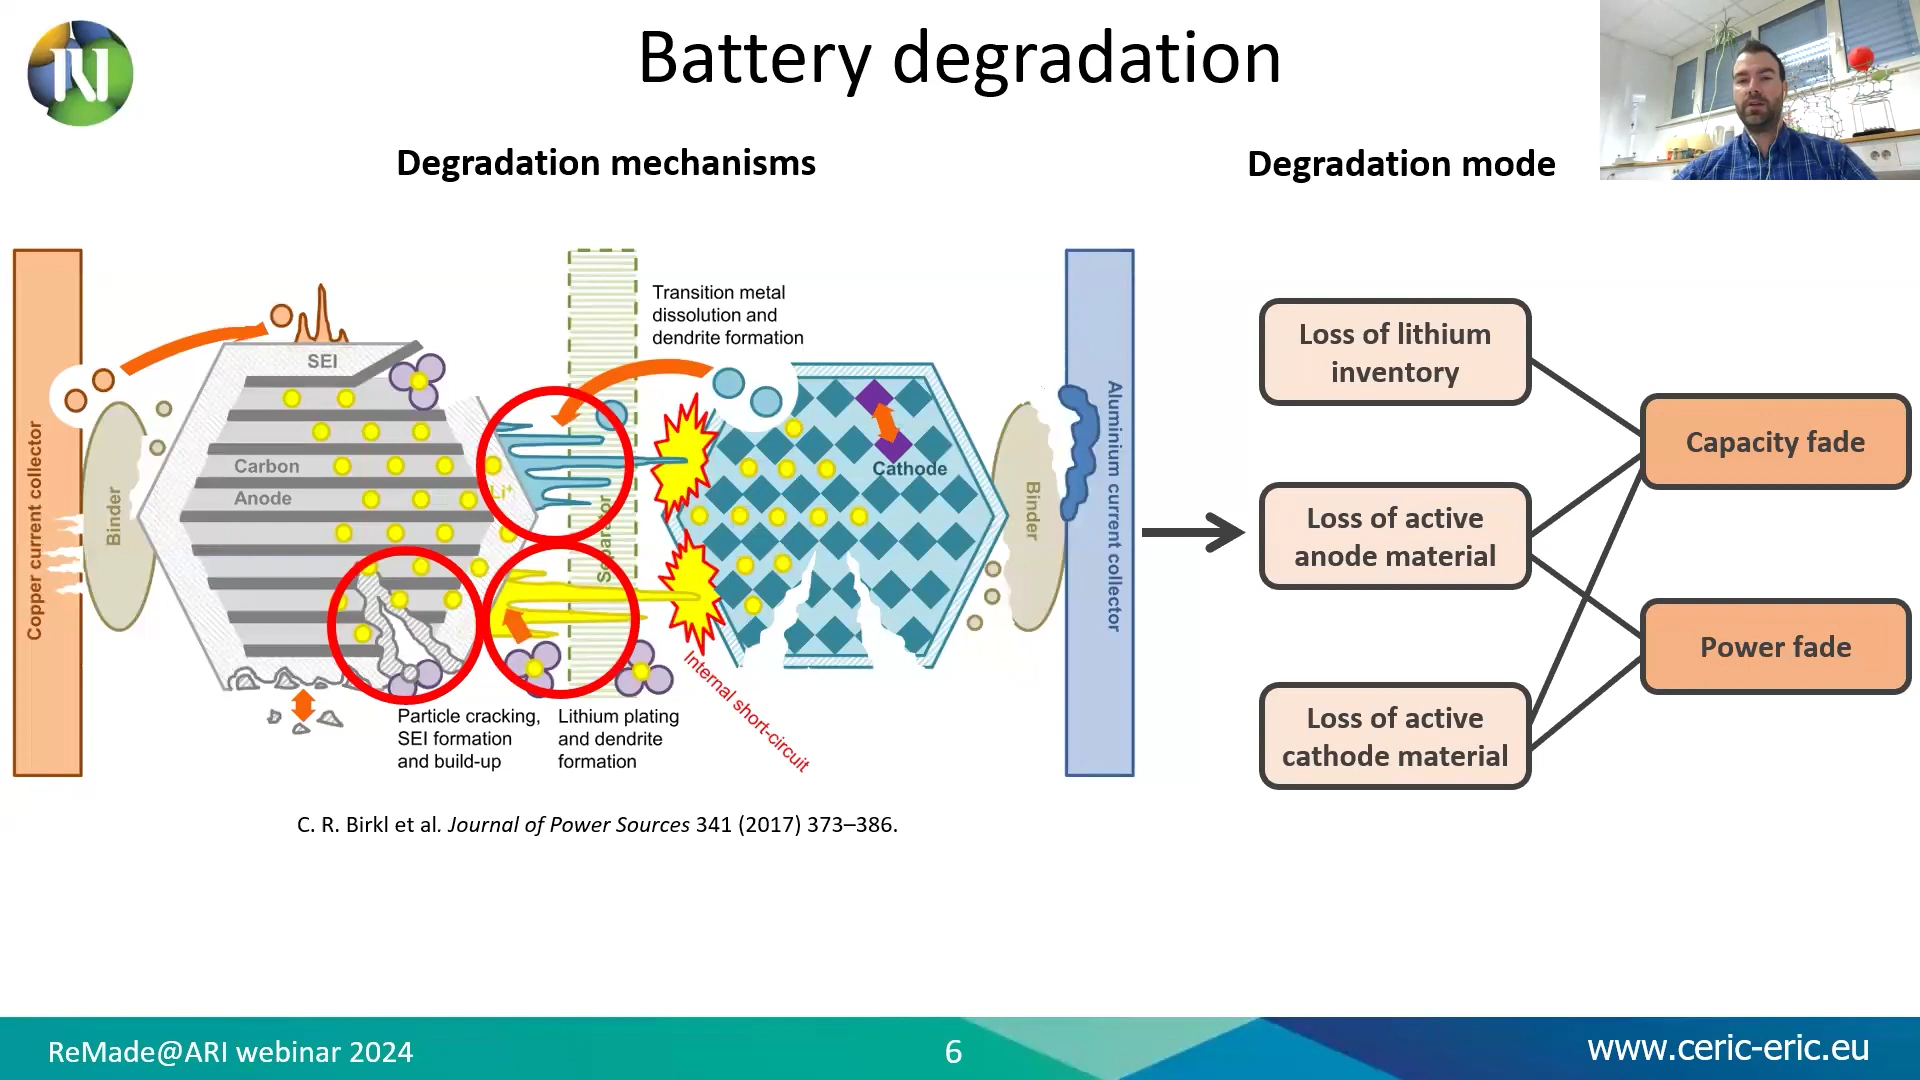 Battery degradation
Degradation mechanisms
Degradation mode
Transition metal
dissolution and
dendrite formation
SEI
Carbon
Anode
Li⁺
Cathode
Copper current collector
Binder
Separator
Binder
Aluminium current collector
Internal short-circuit
Particle cracking,
SEI formation
and build-up
Lithium plating
and dendrite
formation
Loss of lithium
inventory
Loss of active
anode material
Loss of active
cathode material
Capacity fade
Power fade
C. R. Birkl et al. Journal of Power Sources 341 (2017) 373–386.
ReMade@ARI webinar 2024
6
www.ceric-eric.eu